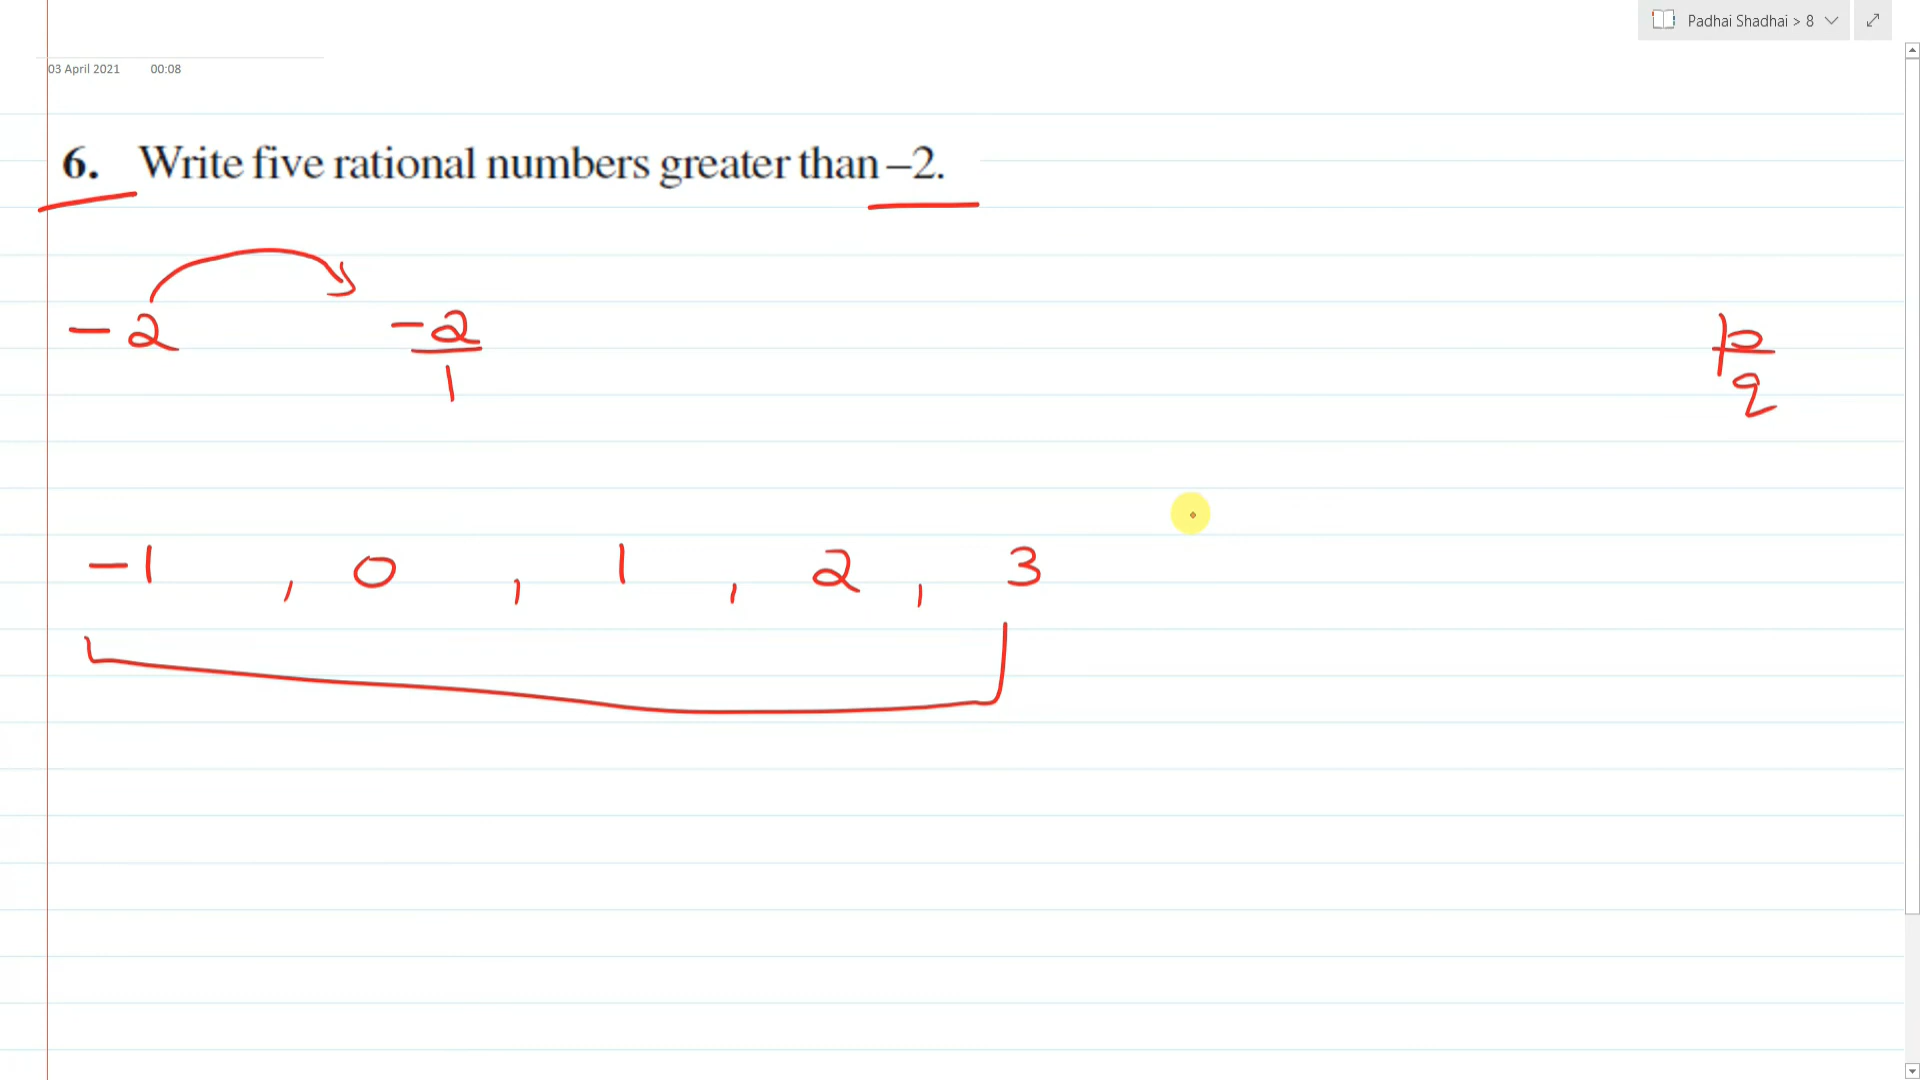 Padhai Shadhai > 8
03 April 2021 00:08
6. Write five rational numbers greater than –2.
-2 -2/1 p/q
-1 , 0 , 1 , 2 , 3